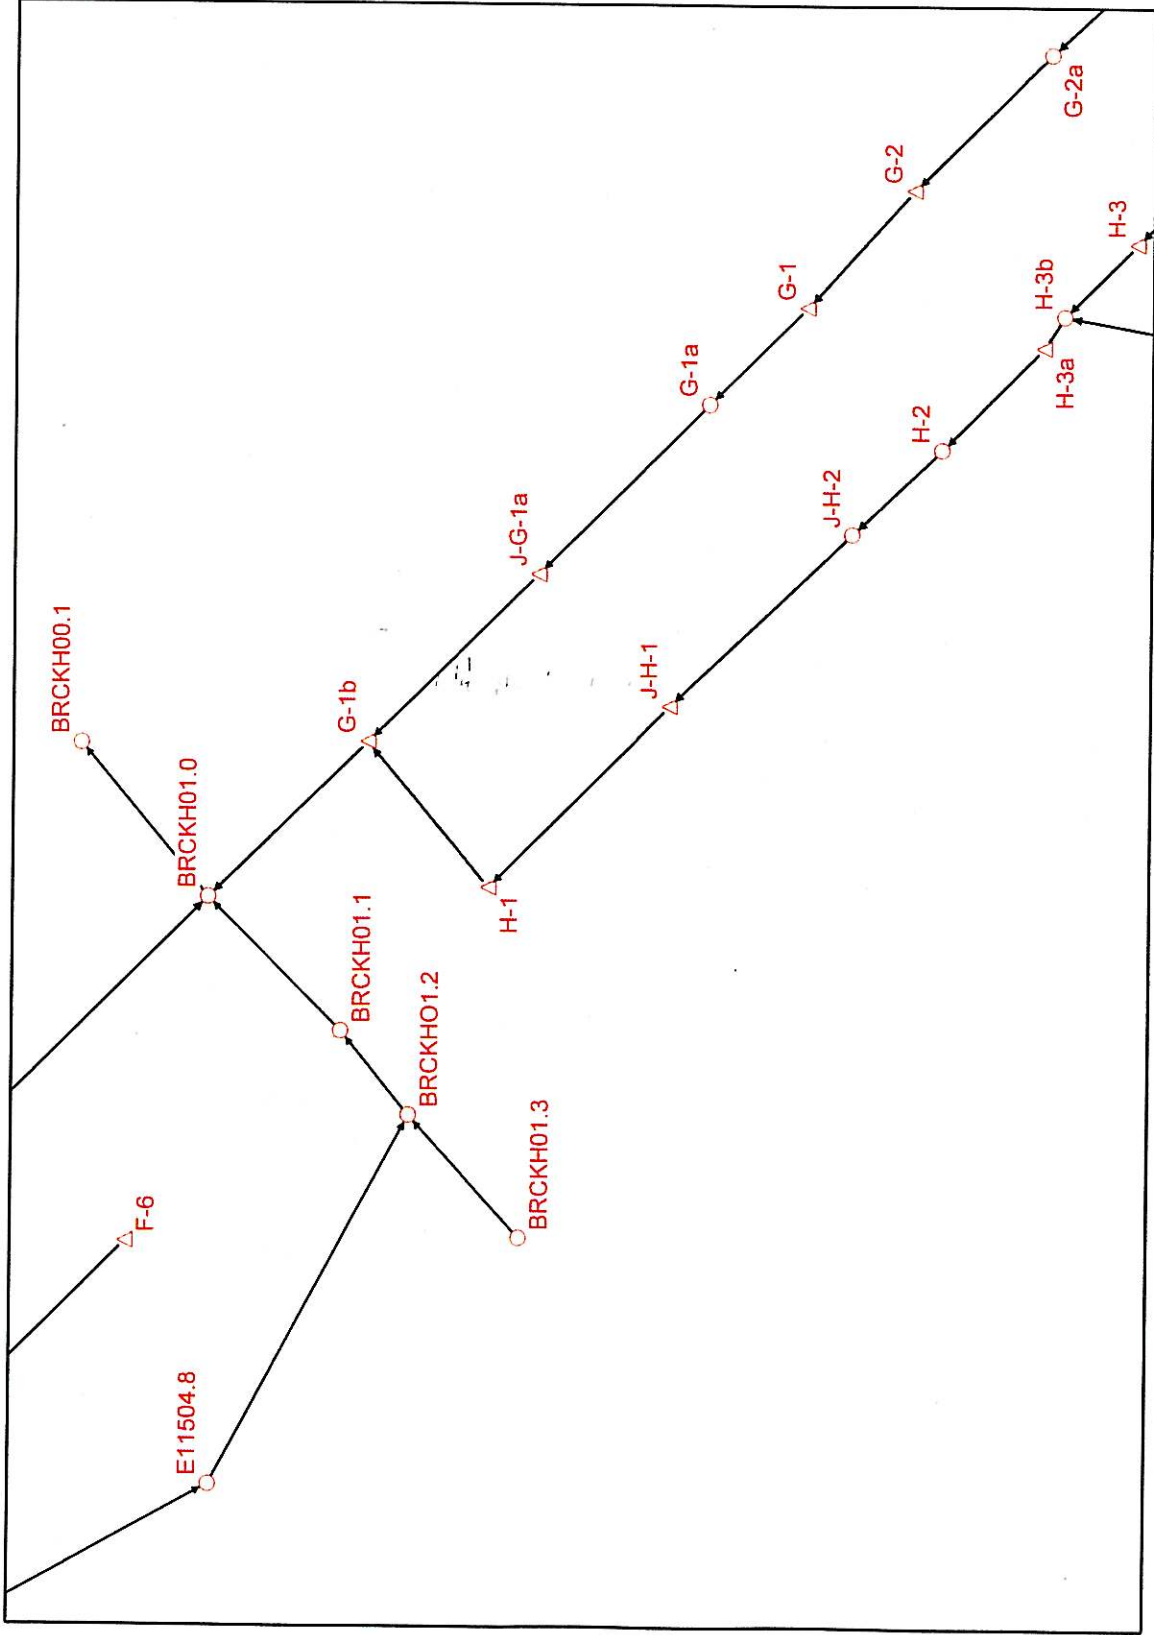 E11504.8
F-6
BRCKH01.3
BRCKHO1.2
BRCKH01.1
BRCKH01.0
BRCKH00.1
H-1
G-1b
J-H-1
J-G-1a
J-H-2
H-2
G-1a
H-3a
H-3b
G-1
H-3
G-2
G-2a